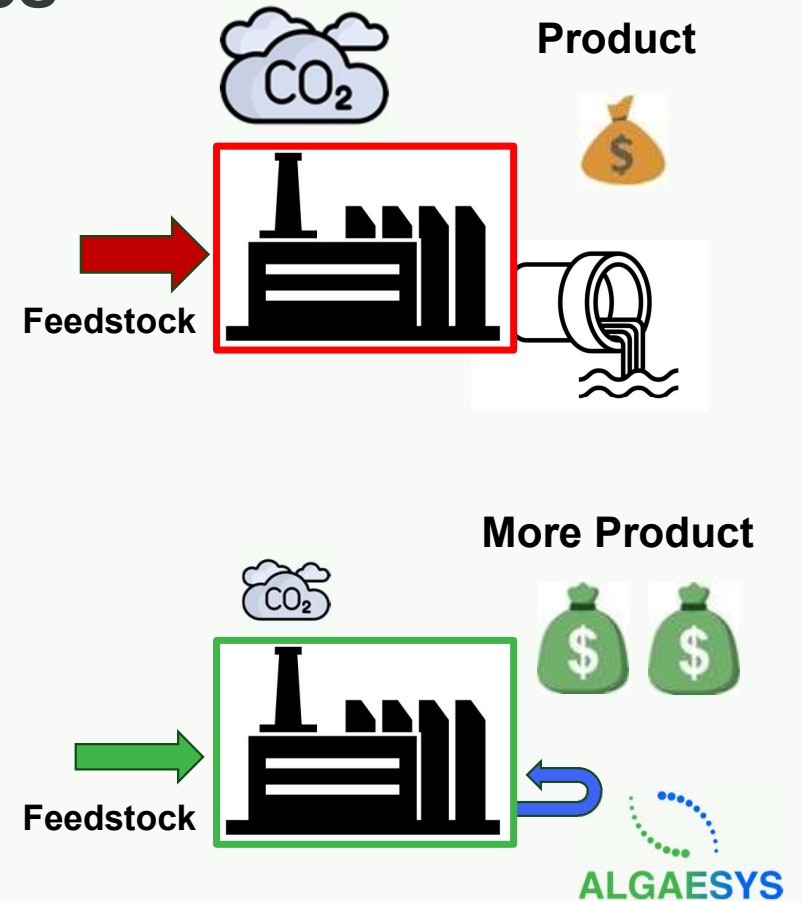 CO₂
Product
$
Feedstock
More Product
CO₂
$ $
Feedstock
ALGAESYS